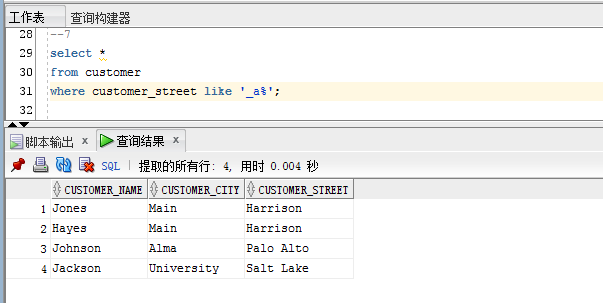 工作表 查询构建器
28 --7
29 select *
30 from customer
31 where customer_street like '_a%';
32
脚本输出 x 查询结果 x
SQL | 提取的所有行: 4, 用时 0.004 秒
CUSTOMER_NAME CUSTOMER_CITY CUSTOMER_STREET
1 Jones Main Harrison
2 Hayes Main Harrison
3 Johnson Alma Palo Alto
4 Jackson University Salt Lake